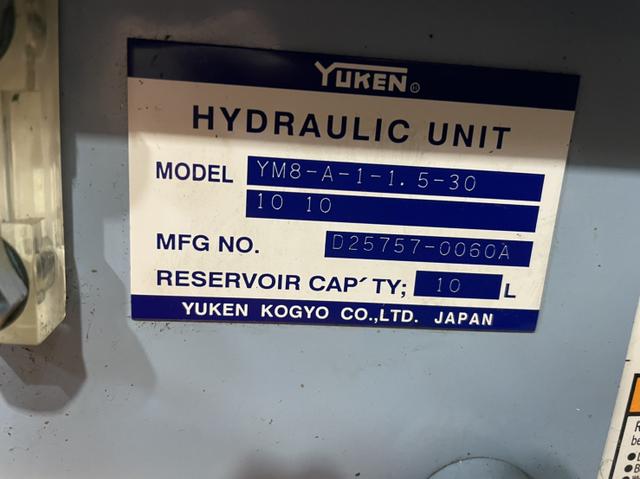 YUKEN®
HYDRAULIC UNIT
MODEL YM8-A-1-1.5-30
10 10
MFG NO. D25757-0060A
RESERVOIR CAP'TY; 10 L
YUKEN KOGYO CO.,LTD. JAPAN